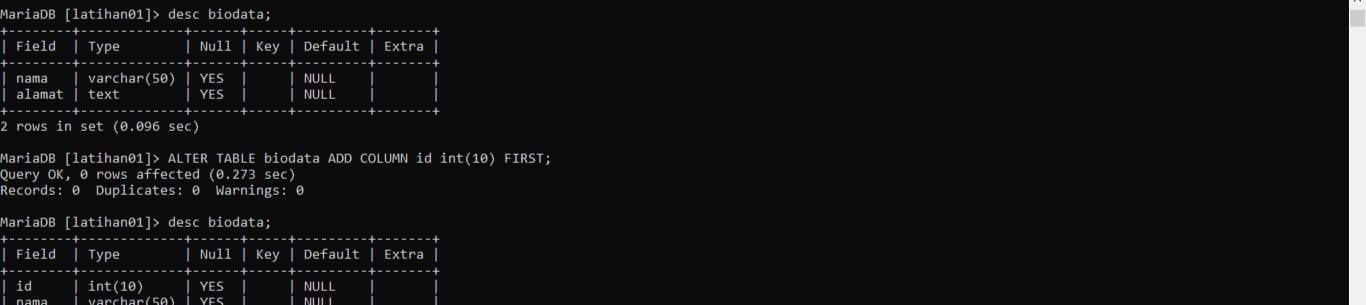 MariaDB [latihan01]> desc biodata;
+--------+-------------+------+-----+---------+-------+
| Field  | Type        | Null | Key | Default | Extra |
+--------+-------------+------+-----+---------+-------+
| nama   | varchar(50) | YES  |     | NULL    |       |
| alamat | text        | YES  |     | NULL    |       |
+--------+-------------+------+-----+---------+-------+
2 rows in set (0.096 sec)
MariaDB [latihan01]> ALTER TABLE biodata ADD COLUMN id int(10) FIRST;
Query OK, 0 rows affected (0.273 sec)
Records: 0  Duplicates: 0  Warnings: 0
MariaDB [latihan01]> desc biodata;
+--------+-------------+------+-----+---------+-------+
| Field  | Type        | Null | Key | Default | Extra |
+--------+-------------+------+-----+---------+-------+
| id     | int(10)     | YES  |     | NULL    |       |
| nama   | varchar(50) | YES  |     | NULL    |       |